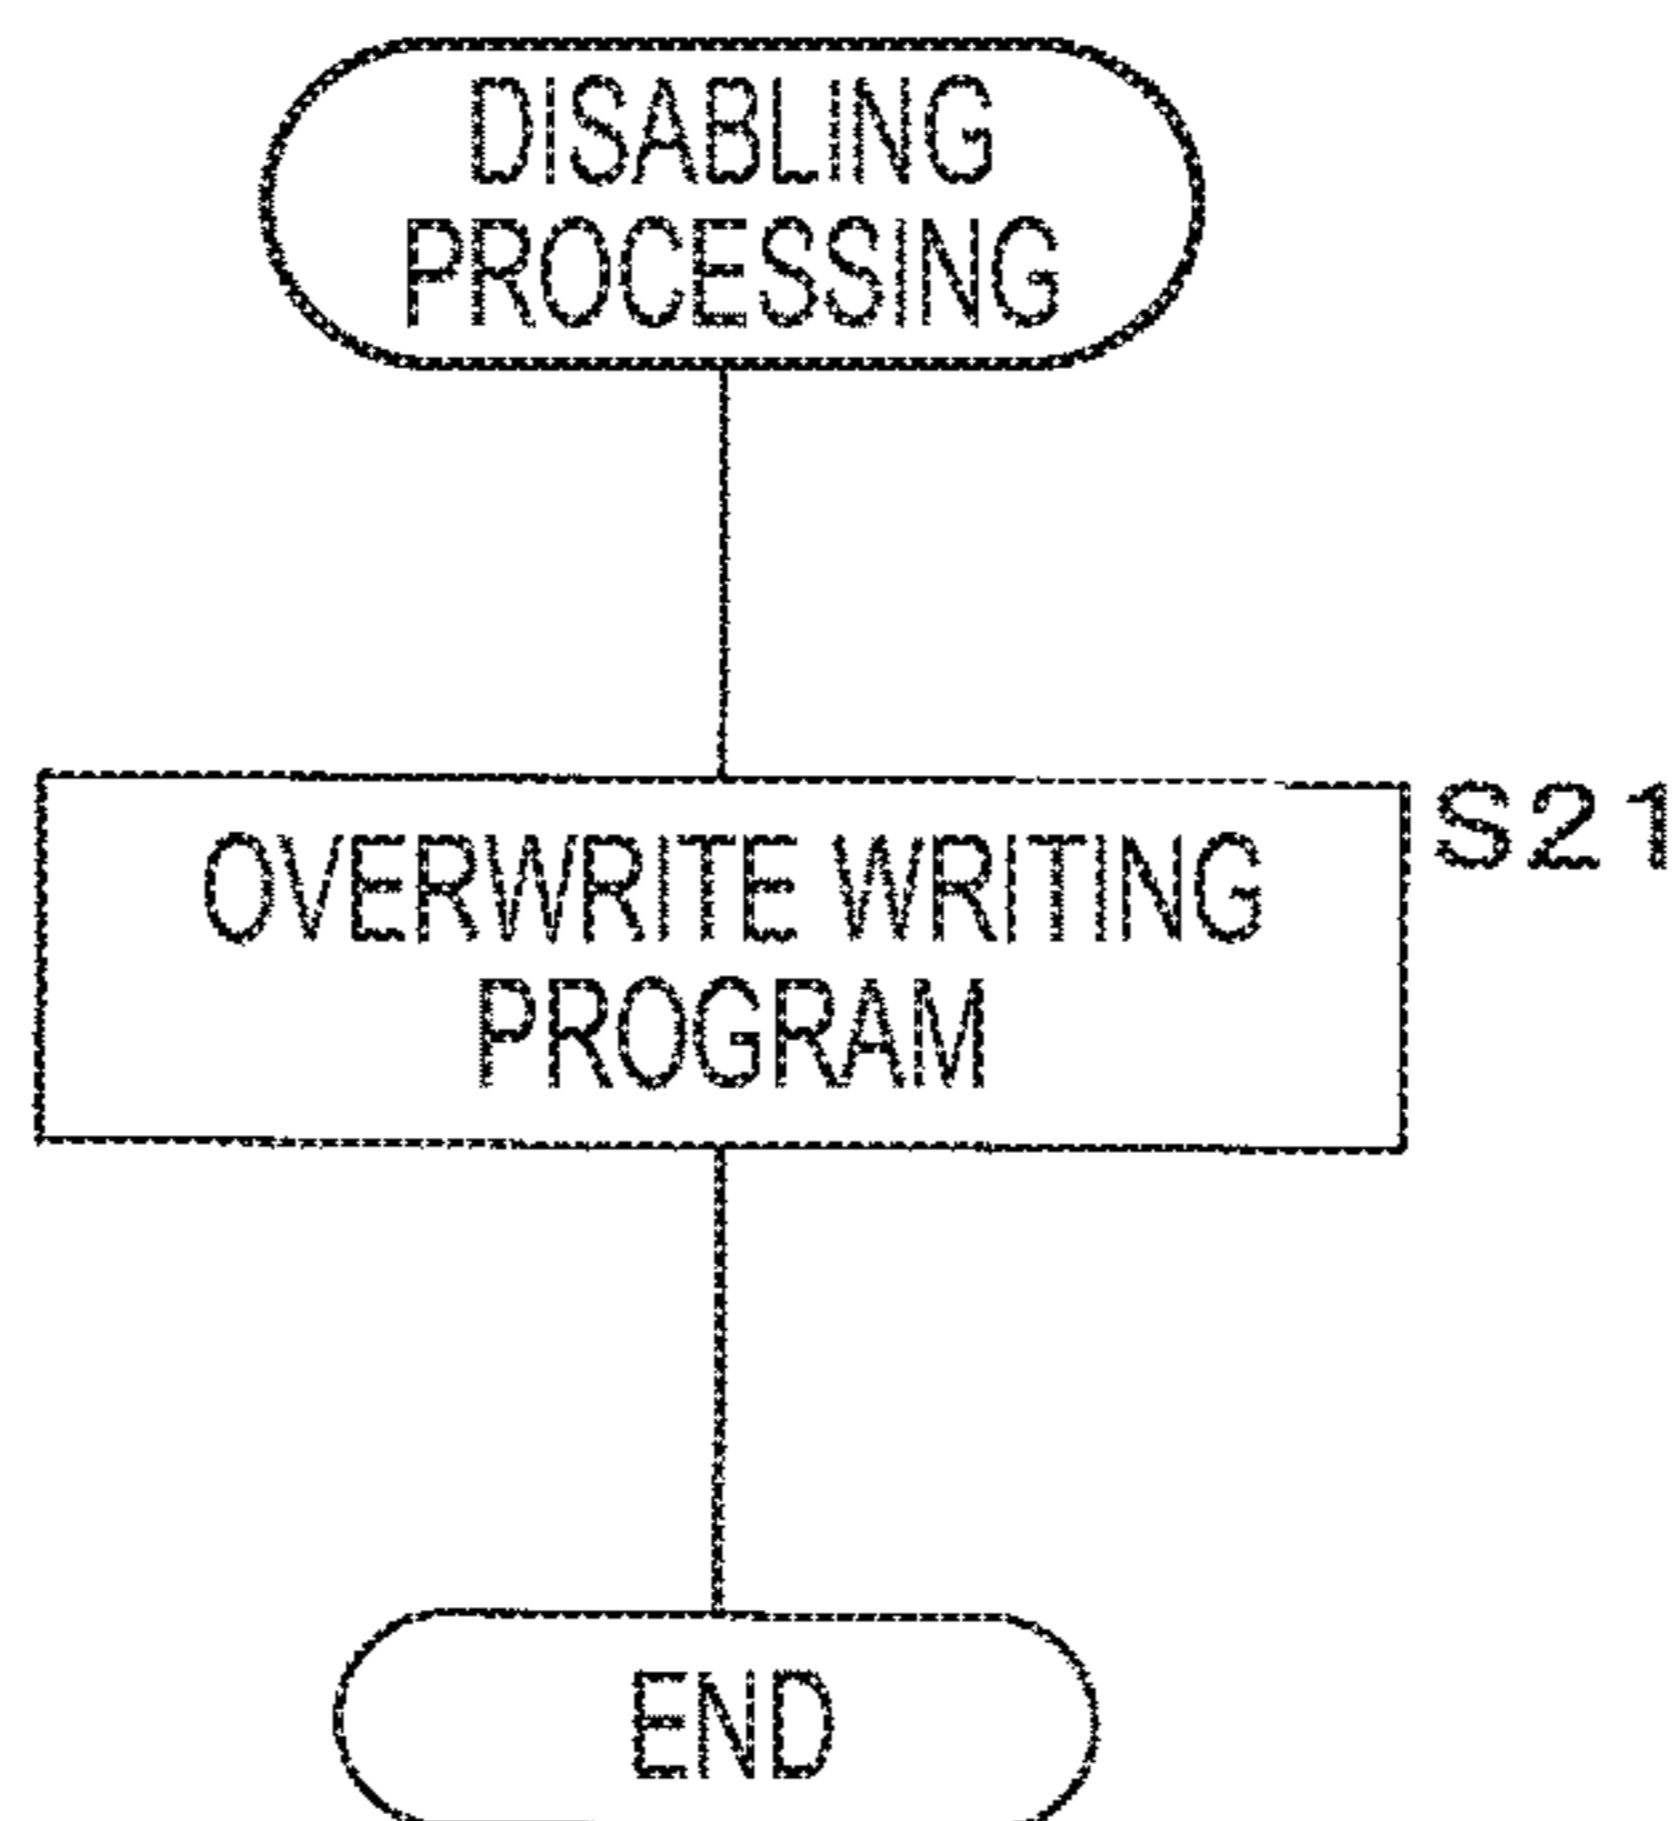 DISABLING
PROCESSING
S21
OVERWRITE WRITING
PROGRAM
END